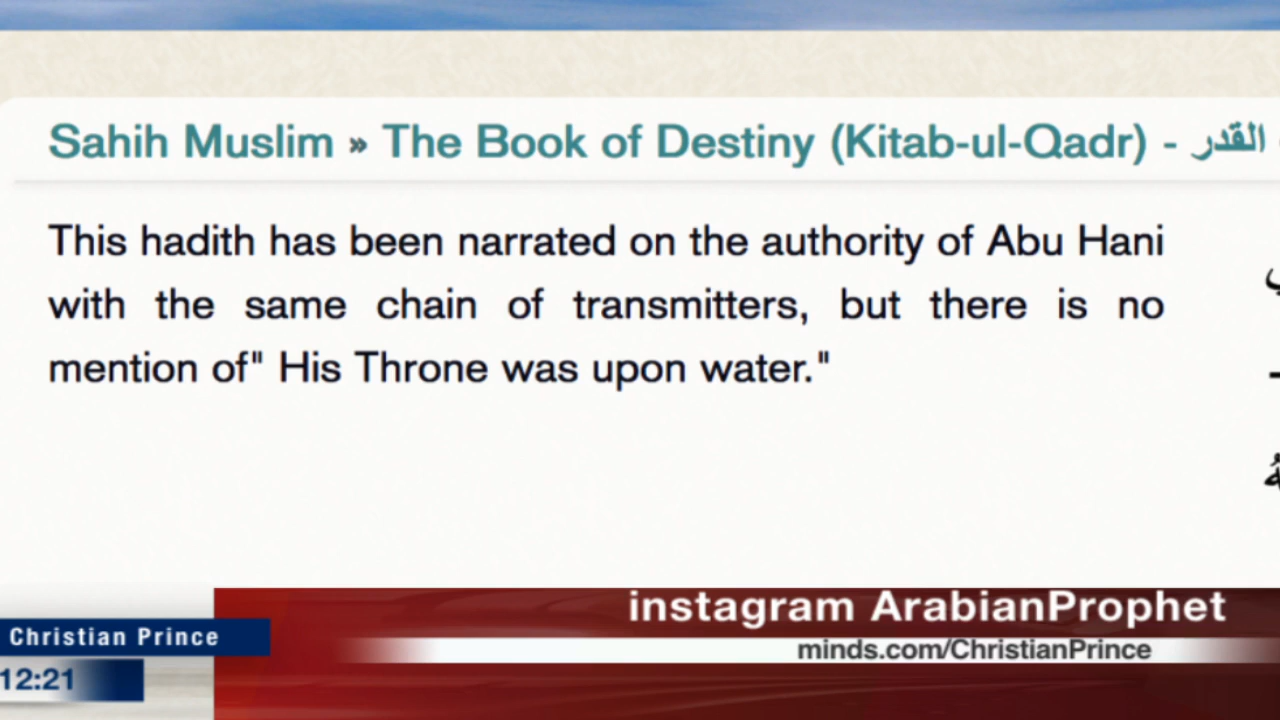 Sahih Muslim » The Book of Destiny (Kitab-ul-Qadr) - القدر
This hadith has been narrated on the authority of Abu Hani
with the same chain of transmitters, but there is no
mention of" His Throne was upon water."
instagram ArabianProphet
Christian Prince
minds.com/ChristianPrince
12:21